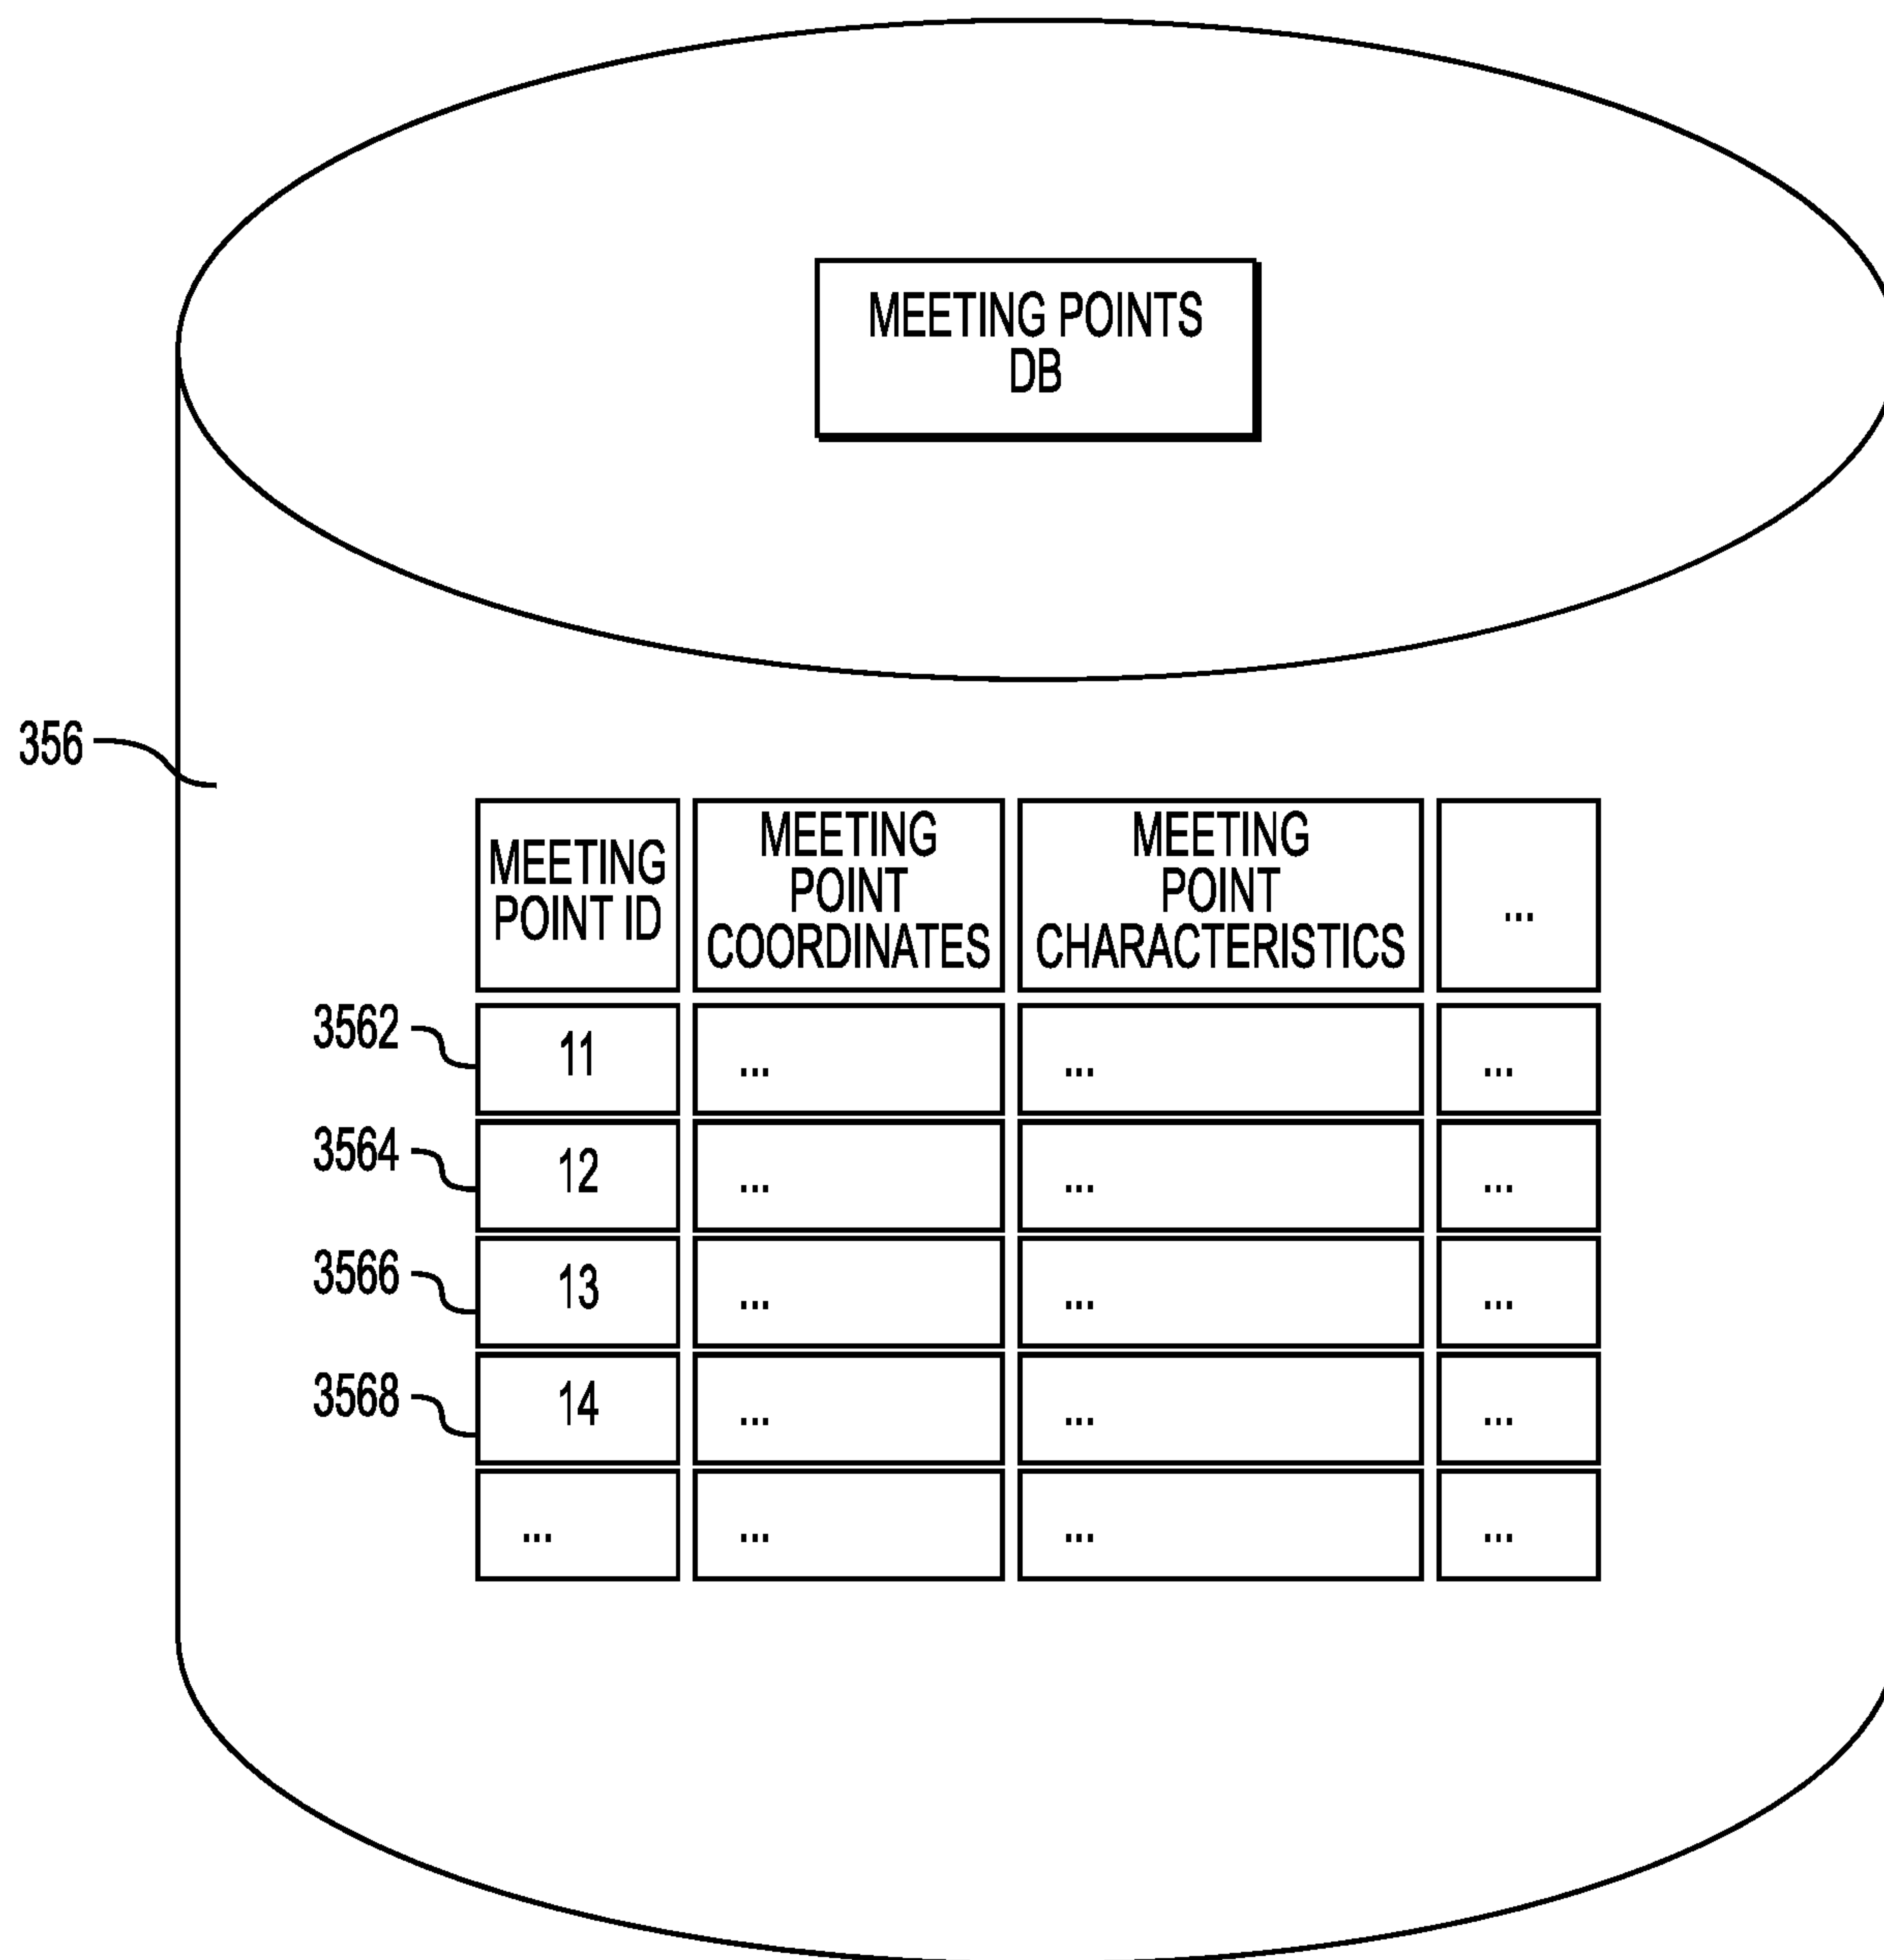 MEETING POINTS
DB
356
MEETING
POINT ID
MEETING
POINT
COORDINATES
MEETING
POINT
CHARACTERISTICS
...
3562
11
...
...
...
3564
12
...
...
...
3566
13
...
...
...
3568
14
...
...
...
...
...
...
...